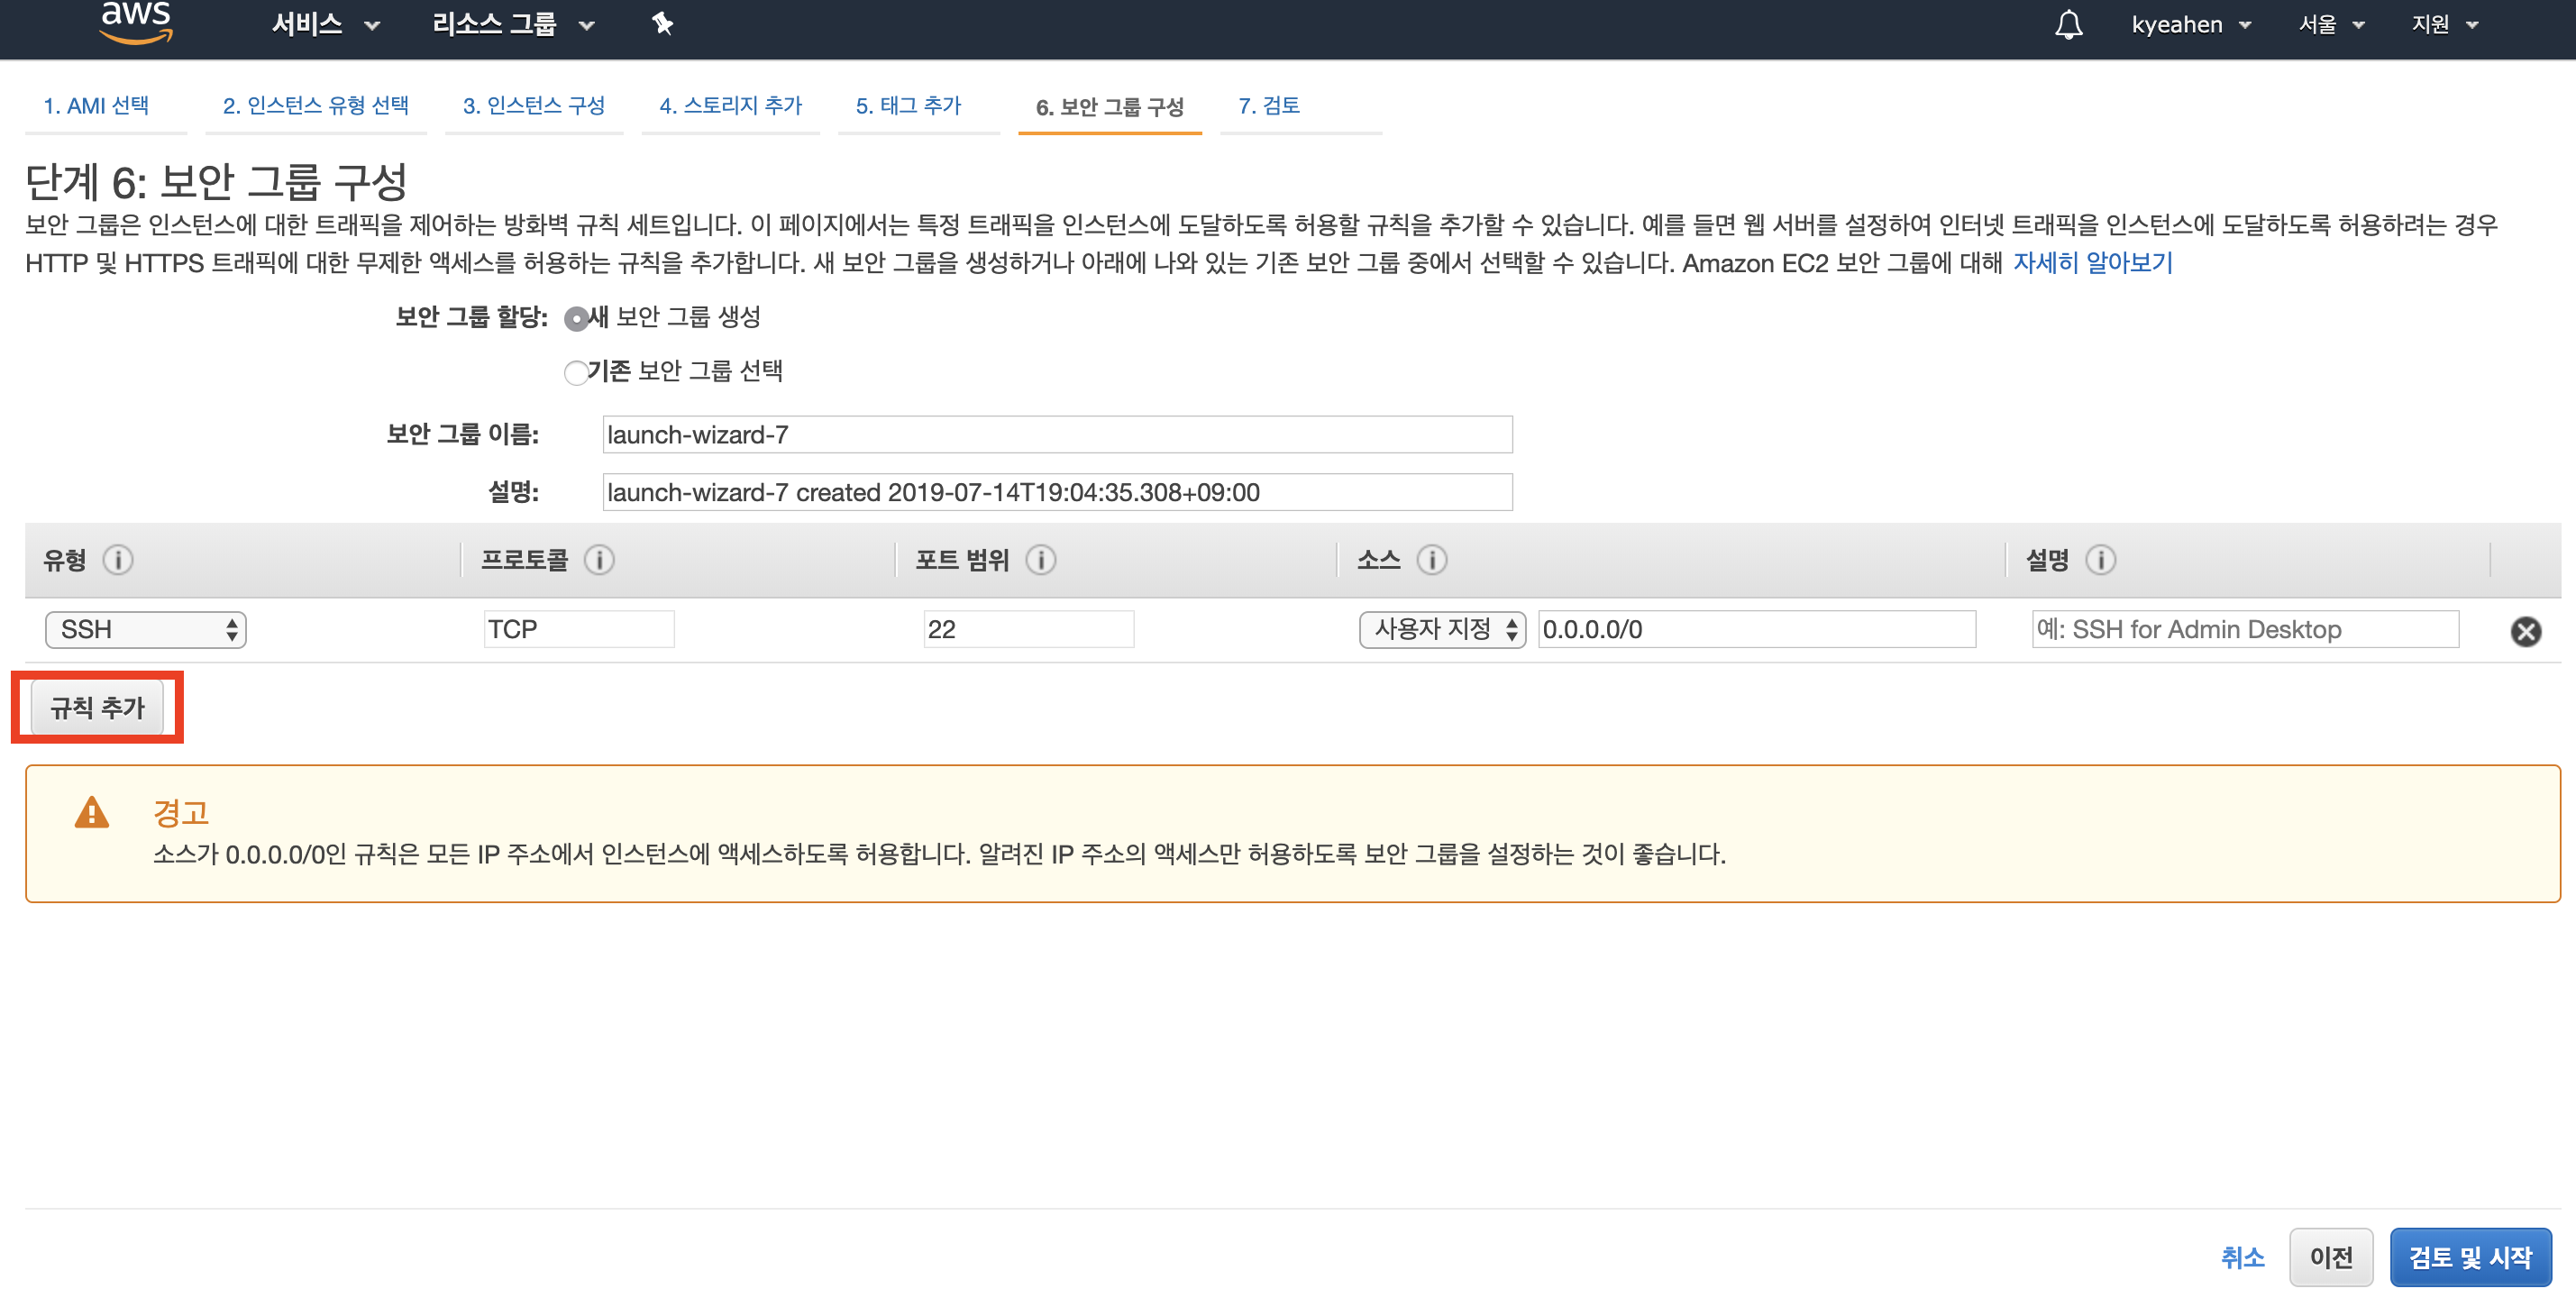 aws 서비스 리소스 그룹 kyeahen 서울 지원
1. AMI 선택 2. 인스턴스 유형 선택 3. 인스턴스 구성 4. 스토리지 추가 5. 태그 추가 6. 보안 그룹 구성 7. 검토
단계 6: 보안 그룹 구성
보안 그룹은 인스턴스에 대한 트래픽을 제어하는 방화벽 규칙 세트입니다. 이 페이지에서는 특정 트래픽을 인스턴스에 도달하도록 허용할 규칙을 추가할 수 있습니다. 예를 들면 웹 서버를 설정하여 인터넷 트래픽을 인스턴스에 도달하도록 허용하려는 경우
HTTP 및 HTTPS 트래픽에 대한 무제한 액세스를 허용하는 규칙을 추가합니다. 새 보안 그룹을 생성하거나 아래에 나와 있는 기존 보안 그룹 중에서 선택할 수 있습니다. Amazon EC2 보안 그룹에 대해 자세히 알아보기
보안 그룹 할당: 새 보안 그룹 생성
기존 보안 그룹 선택
보안 그룹 이름: launch-wizard-7
설명: launch-wizard-7 created 2019-07-14T19:04:35.308+09:00
유형 프로토콜 포트 범위 소스 설명
SSH TCP 22 사용자 지정 0.0.0.0/0 예: SSH for Admin Desktop
규칙 추가
경고
소스가 0.0.0.0/0인 규칙은 모든 IP 주소에서 인스턴스에 액세스하도록 허용합니다. 알려진 IP 주소의 액세스만 허용하도록 보안 그룹을 설정하는 것이 좋습니다.
취소 이전 검토 및 시작